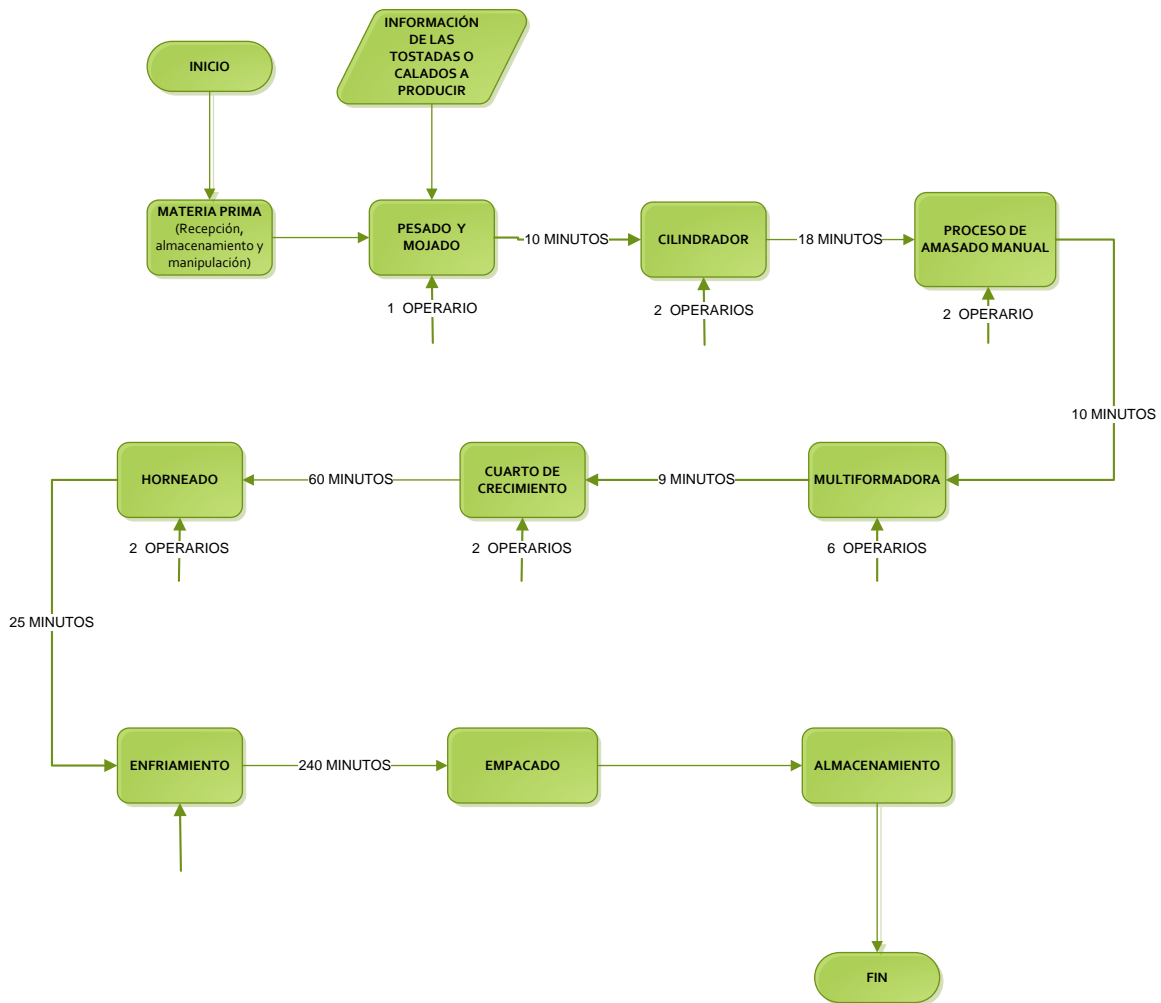 INICIO
INFORMACIÓN
DE LAS
TOSTADAS O
CALADOS A
PRODUCIR
MATERIA PRIMA
(Recepción,
almacenamiento y
manipulación)
PESADO Y
MOJADO
10 MINUTOS
CILINDRADOR
18 MINUTOS
PROCESO DE
AMASADO MANUAL
1 OPERARIO
2 OPERARIOS
2 OPERARIO
10 MINUTOS
HORNEADO
60 MINUTOS
CUARTO DE
CRECIMIENTO
9 MINUTOS
MULTIFORMADORA
2 OPERARIOS
2 OPERARIOS
6 OPERARIOS
25 MINUTOS
ENFRIAMIENTO
240 MINUTOS
EMPACADO
ALMACENAMIENTO
FIN